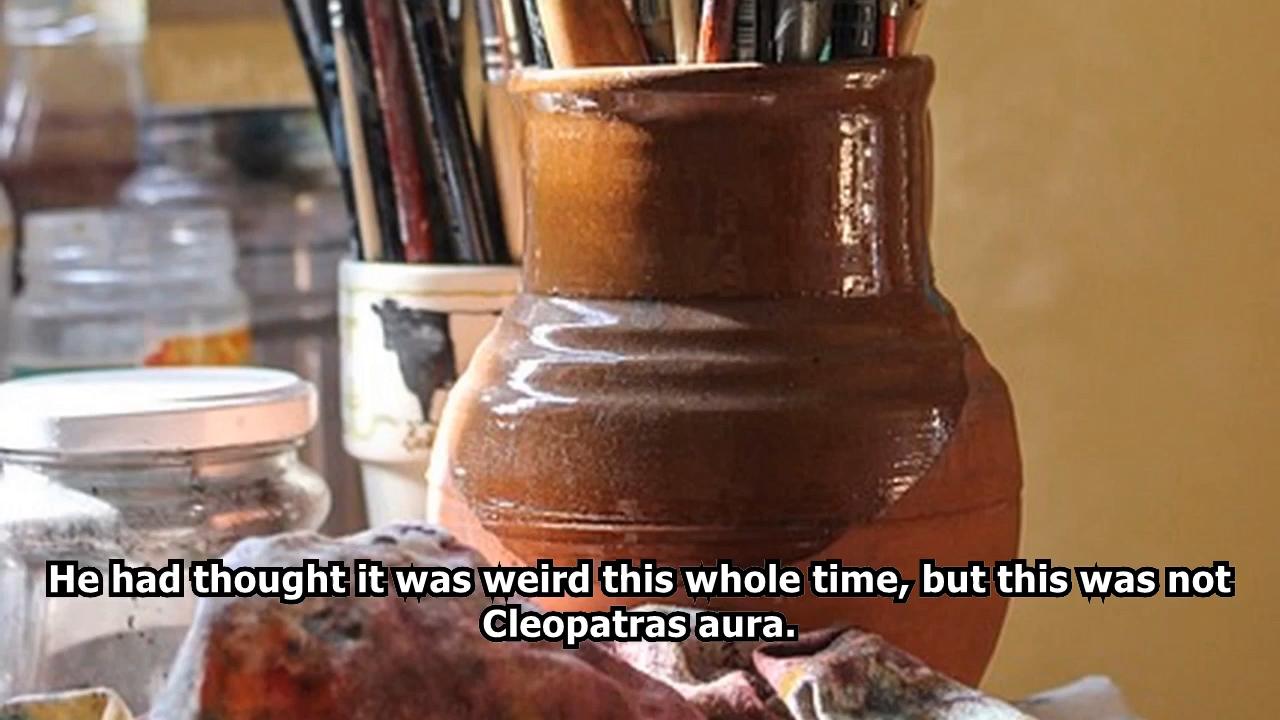 He had thought it was weird this whole time, but this was not
Cleopatras aura.